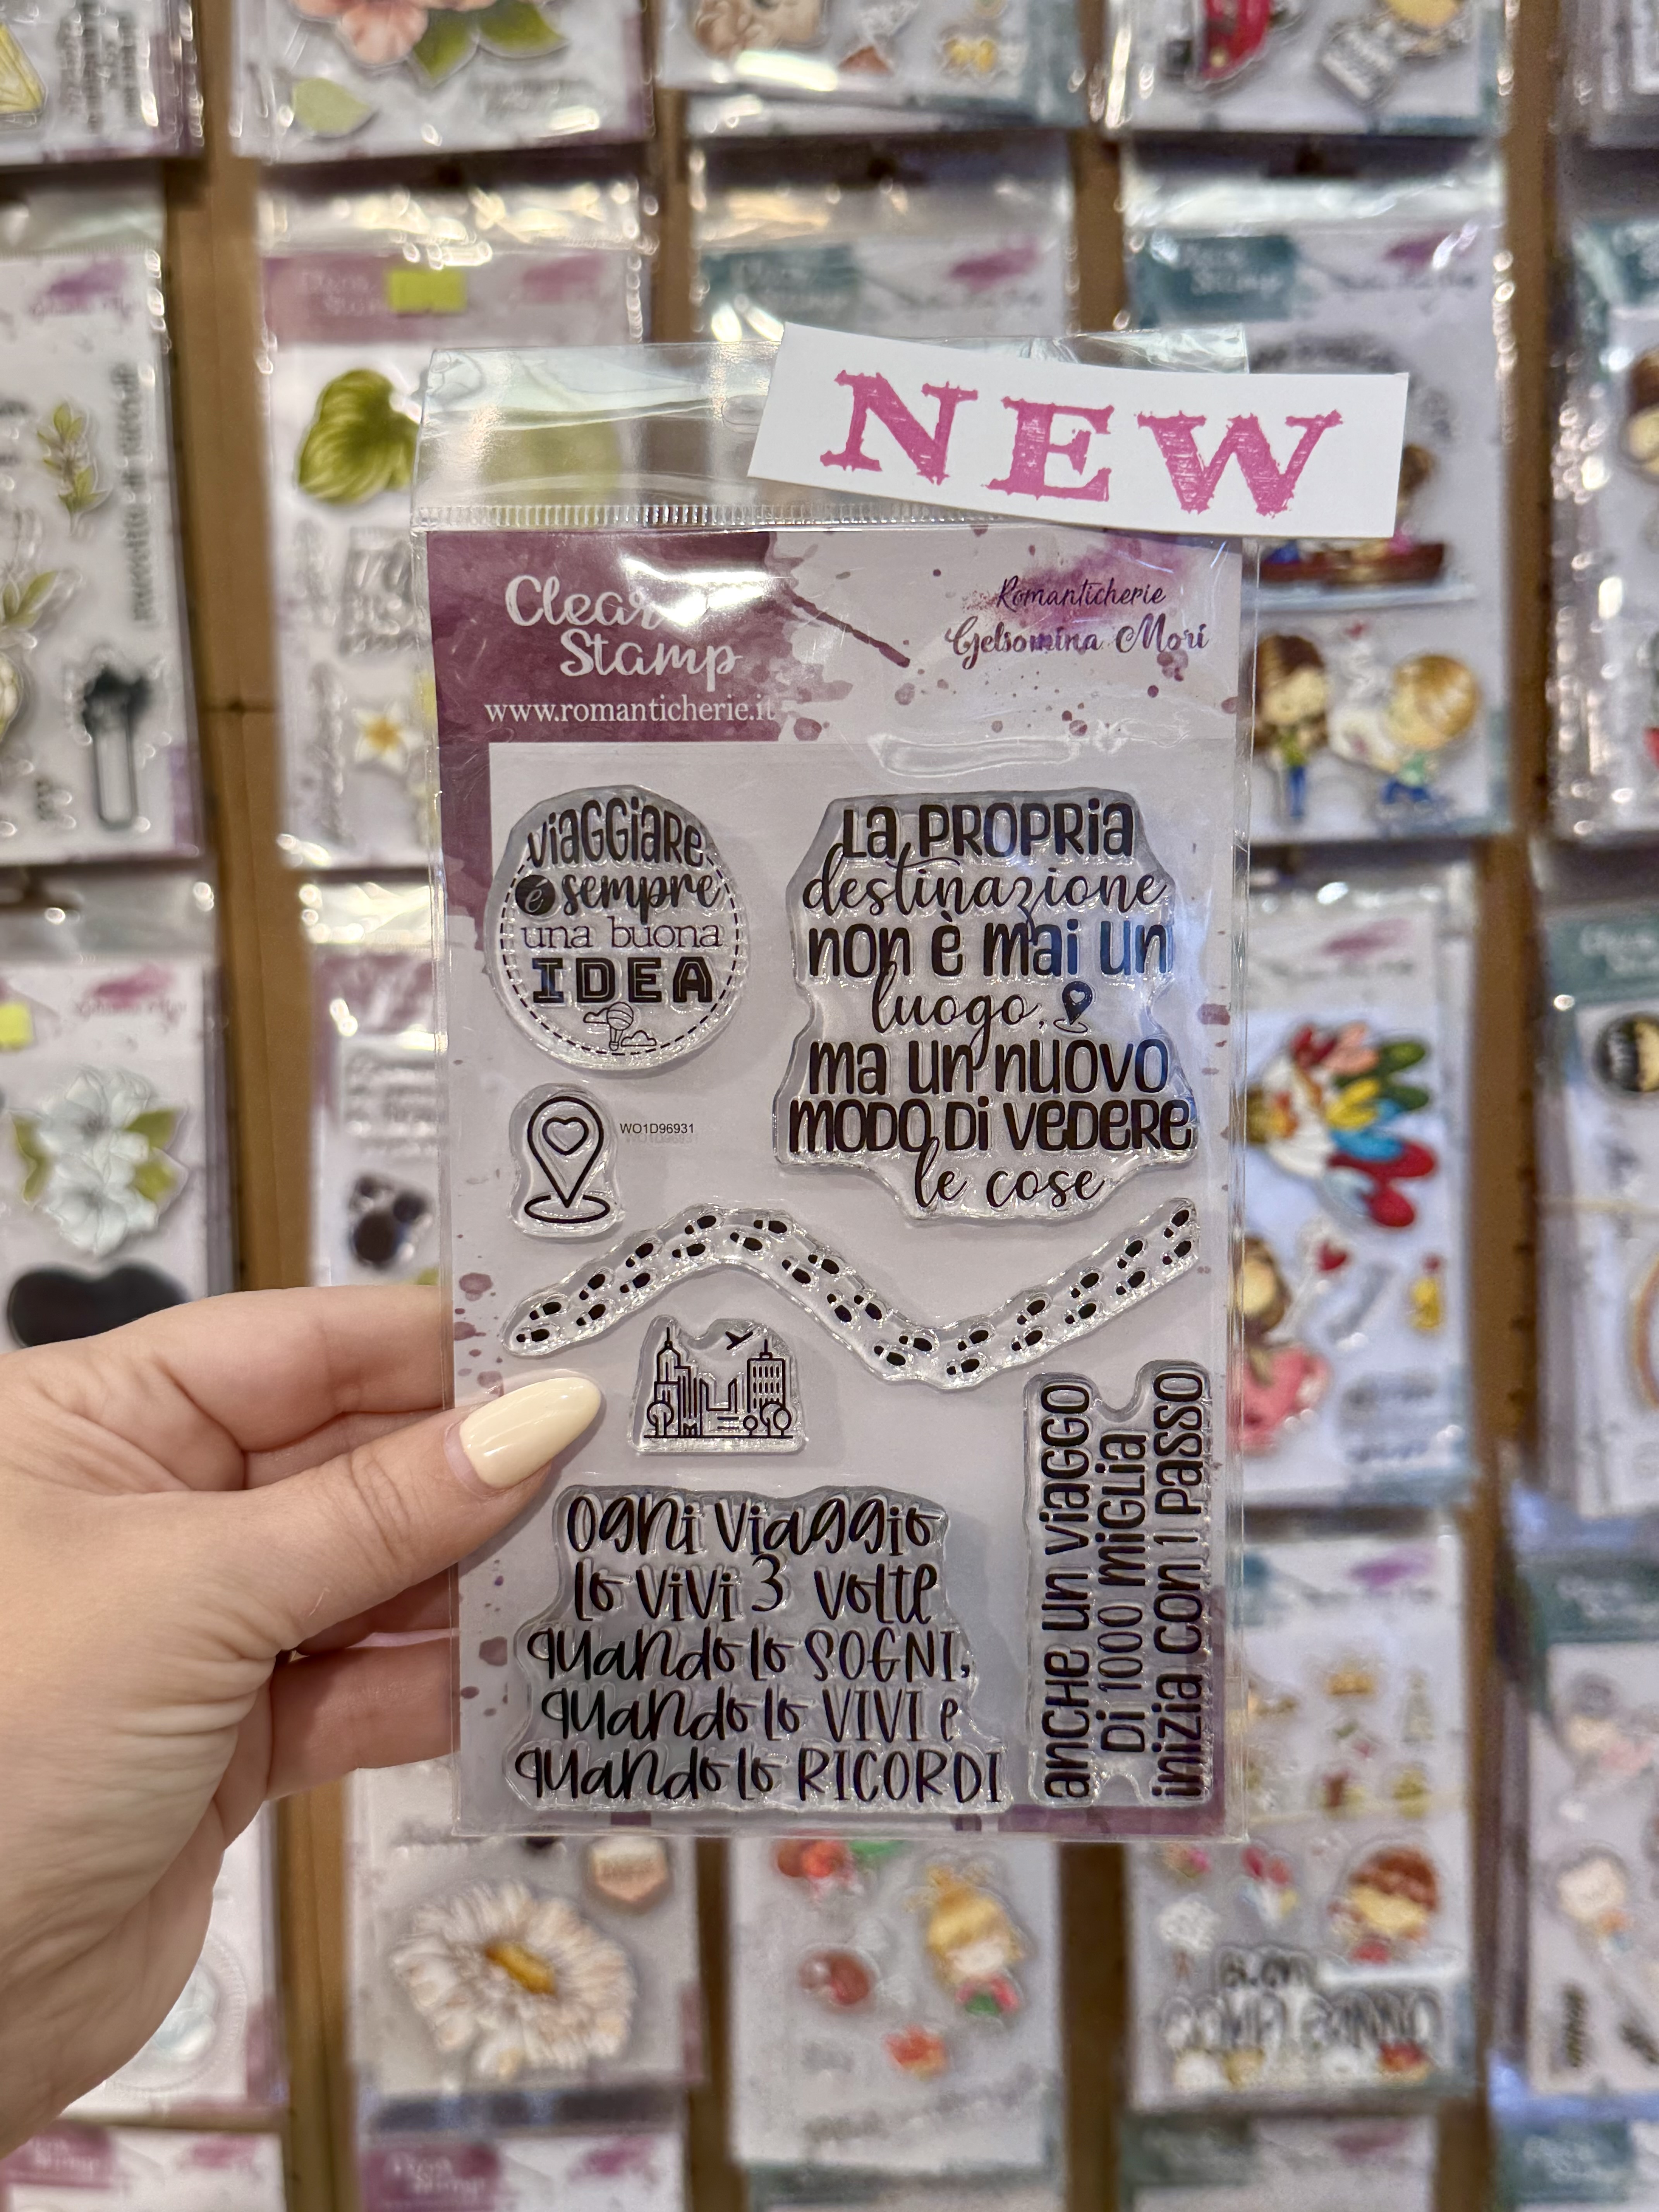 NEW
Clear
Stamp
www.romanticherie.it
Romanticherie
Gelsomina Mori
viaGGiare
è sempre
una buona
IDEA
La PROPRia
destinazione
non è mai un
luogo,
ma un nuovo
MODO Di VEDERE
le cose
WO1D96931
Ogni viaggio
lo vivi 3 volte
quando lo SOGNI,
quando lo VIVI e
quando lo RICORDI
anCHE un viaGGO
Di 1000 miGLia
inizia COn 1 Passo